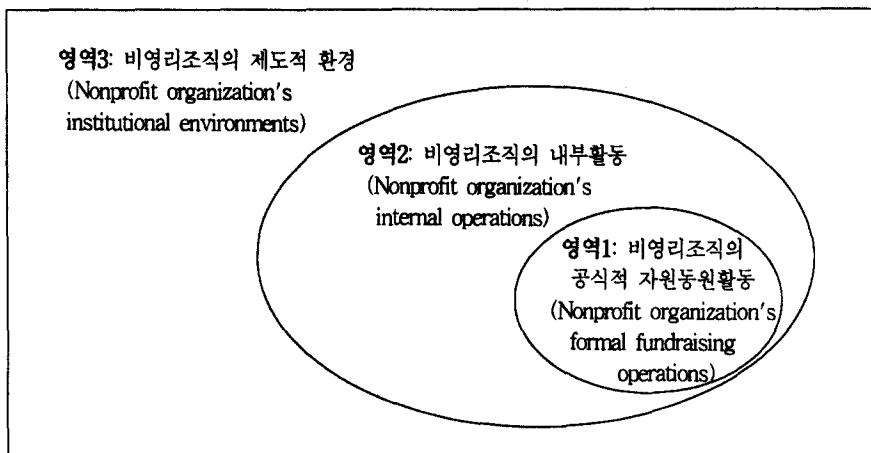 영역3: 비영리조직의 제도적 환경
(Nonprofit organization's
institutional environments)
영역2: 비영리조직의 내부활동
(Nonprofit organization's
internal operations)
영역1: 비영리조직의
공식적 자원동원활동
(Nonprofit organization's
formal fundraising
operations)